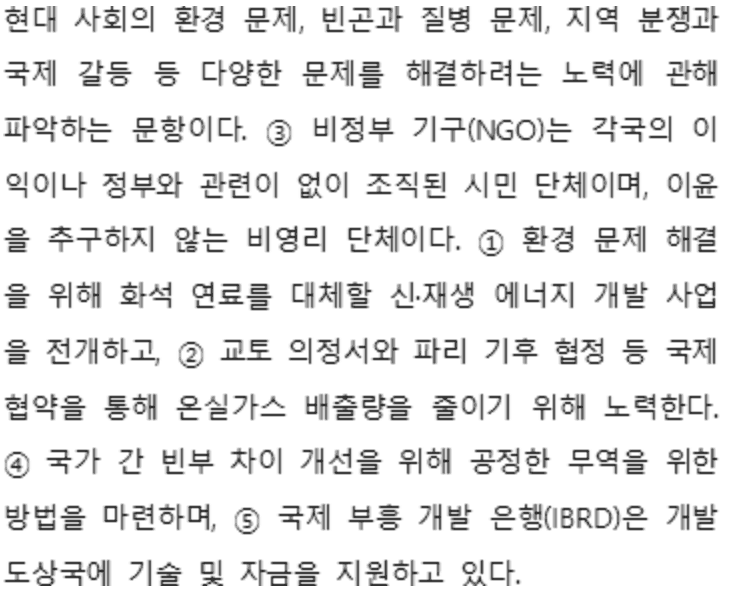 현대 사회의 환경 문제, 빈곤과 질병 문제, 지역 분쟁과
국제 갈등 등 다양한 문제를 해결하려는 노력에 관해
파악하는 문항이다. ③ 비정부 기구(NGO)는 각국의 이
익이나 정부와 관련이 없이 조직된 시민 단체이며, 이윤
을 추구하지 않는 비영리 단체이다. ① 환경 문제 해결
을 위해 화석 연료를 대체할 신·재생 에너지 개발 사업
을 전개하고, ② 교토 의정서와 파리 기후 협정 등 국제
협약을 통해 온실가스 배출량을 줄이기 위해 노력한다.
④ 국가 간 빈부 차이 개선을 위해 공정한 무역을 위한
방법을 마련하며, ⑤ 국제 부흥 개발 은행(IBRD)은 개발
도상국에 기술 및 자금을 지원하고 있다.